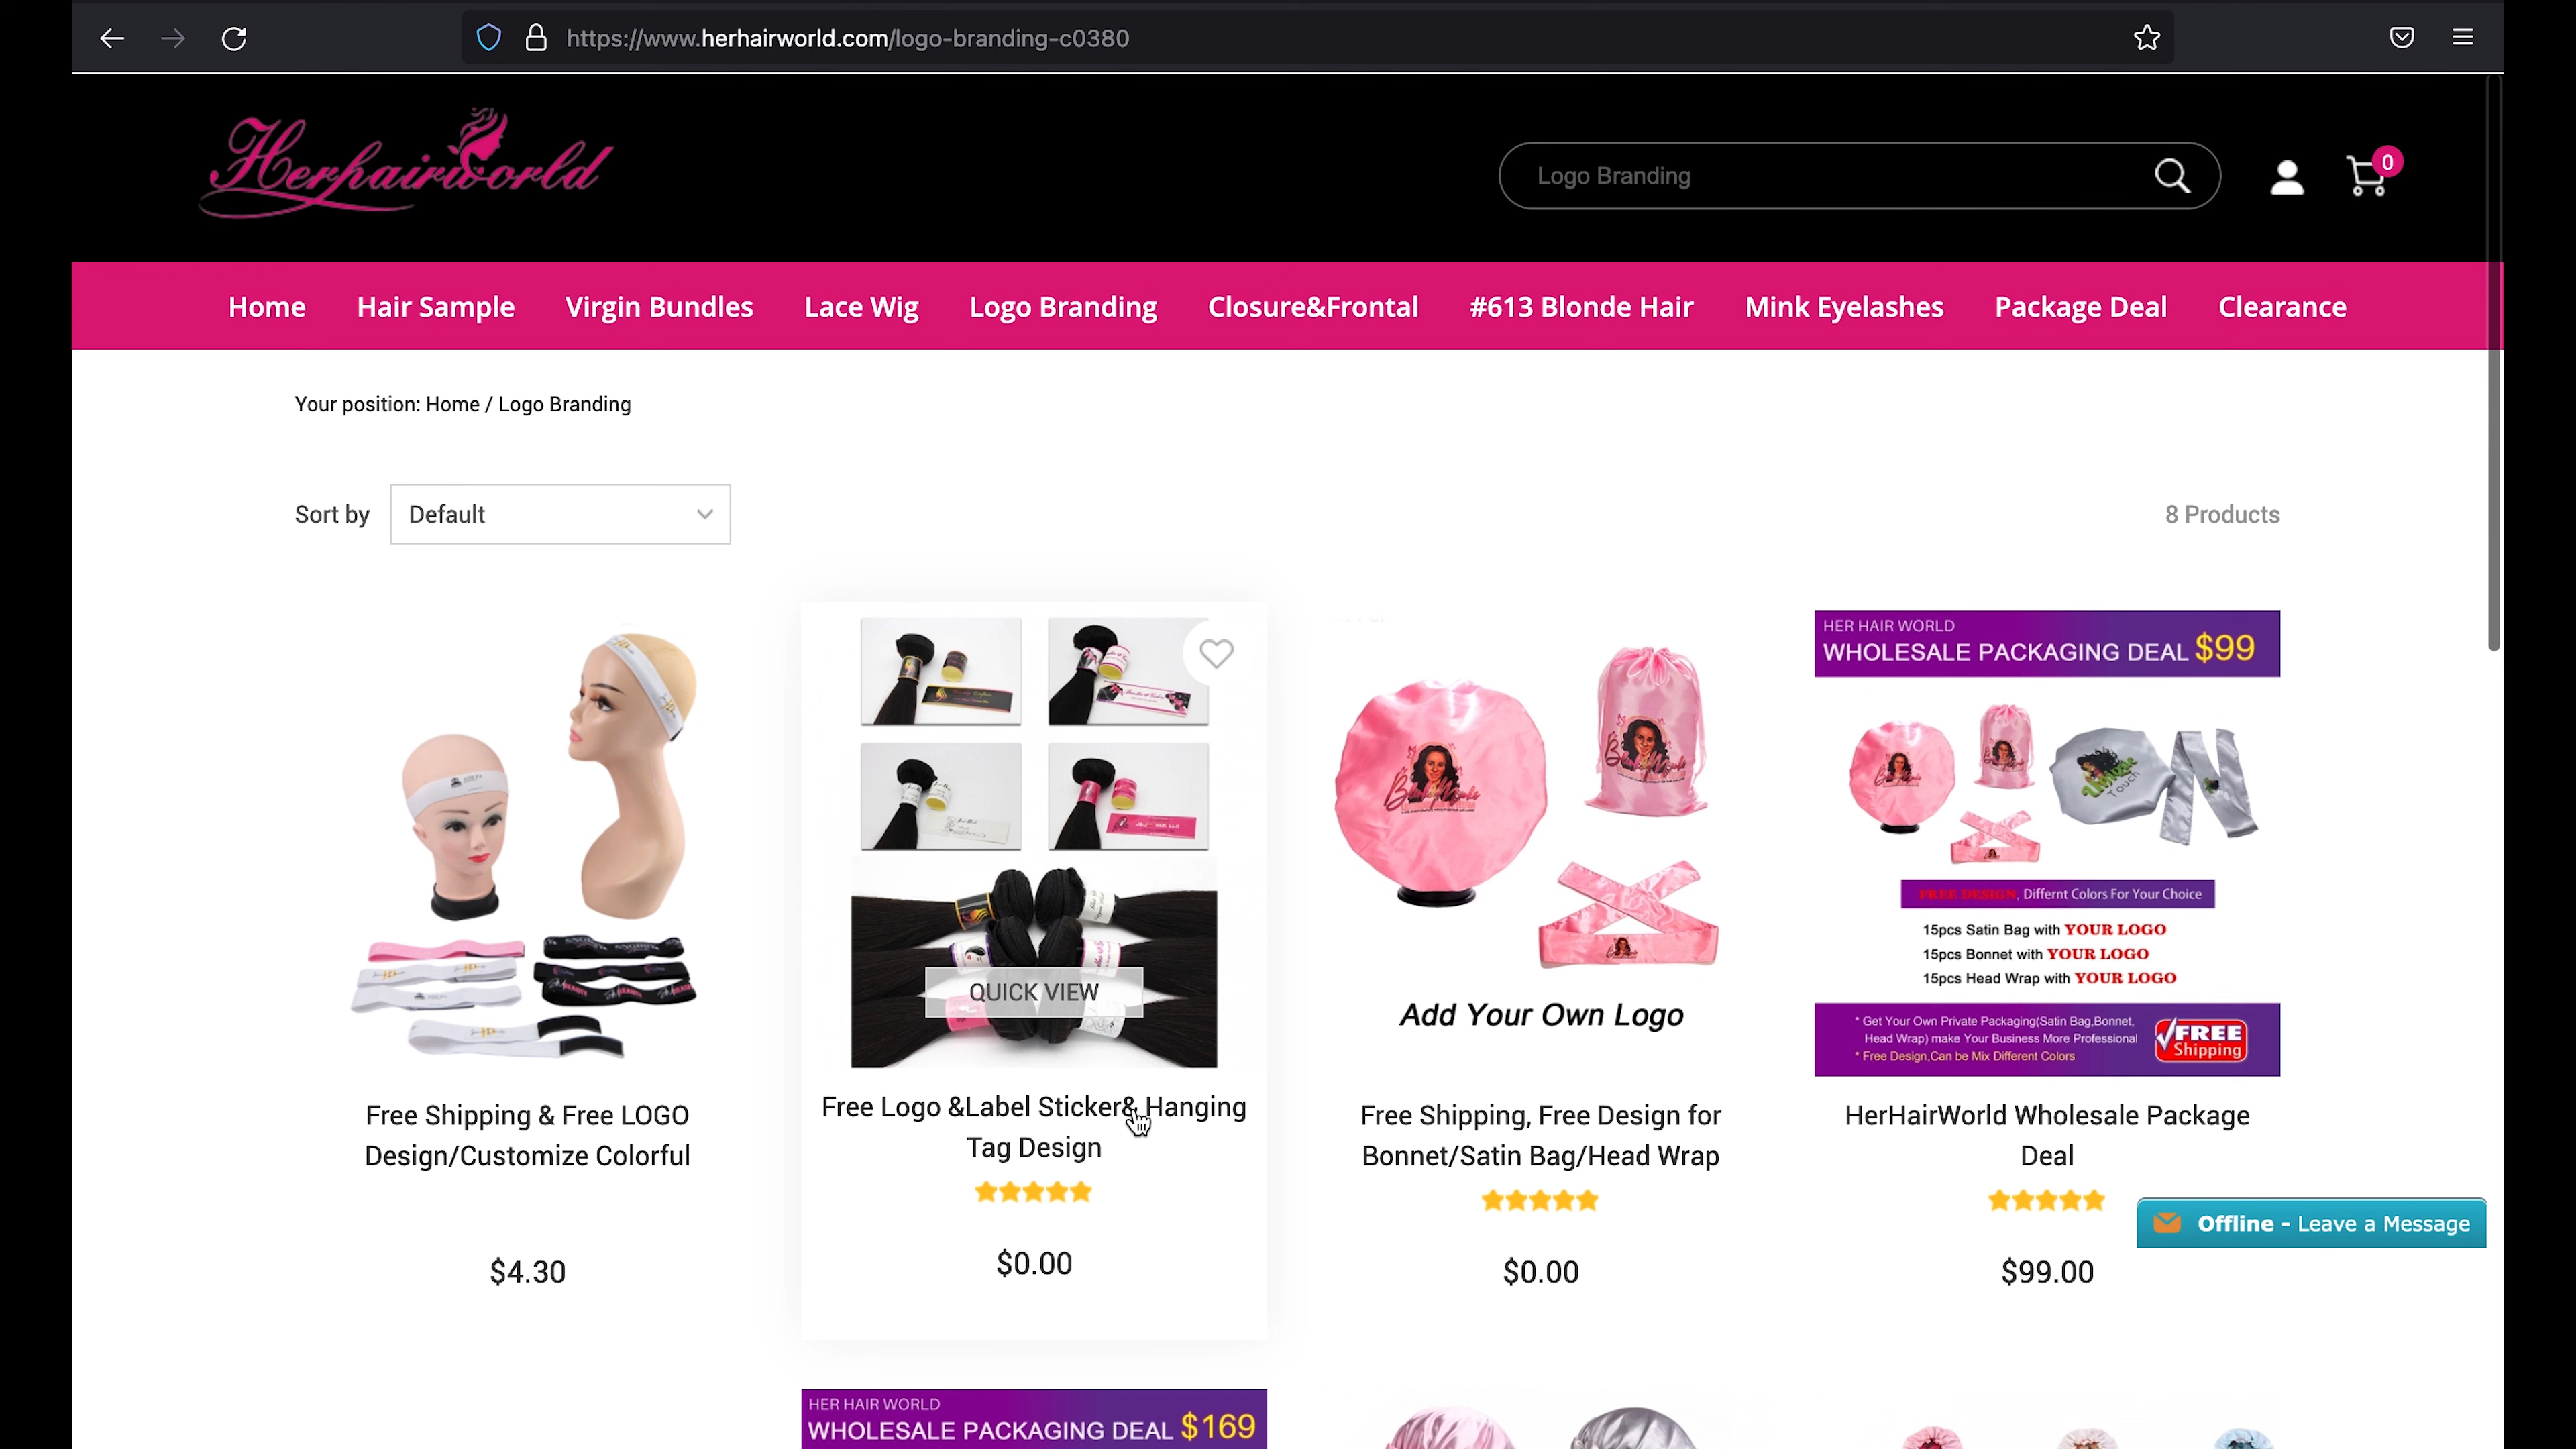 https://www.herhairworld.com/logo-branding-c0380
Herhairworld
Logo Branding
0
Home Hair Sample Virgin Bundles Lace Wig Logo Branding Closure&Frontal #613 Blonde Hair Mink Eyelashes Package Deal Clearance
Your position: Home / Logo Branding
Sort by Default
8 Products
QUICK VIEW
Add Your Own Logo
HER HAIR WORLD
WHOLESALE PACKAGING DEAL $99
FREE DESIGN, Differnt Colors For Your Choice
15pcs Satin Bag with YOUR LOGO
15pcs Bonnet with YOUR LOGO
15pcs Head Wrap with YOUR LOGO
* Get Your Own Private Packaging(Satin Bag,Bonnet,
Head Wrap) make Your Business More Professional
* Free Design,Can be Mix Different Colors
FREE
Shipping
Free Shipping & Free LOGO
Design/Customize Colorful
$4.30
Free Logo &Label Sticker& Hanging
Tag Design
$0.00
Free Shipping, Free Design for
Bonnet/Satin Bag/Head Wrap
$0.00
HerHairWorld Wholesale Package
Deal
$99.00
Offline - Leave a Message
HER HAIR WORLD
WHOLESALE PACKAGING DEAL $169